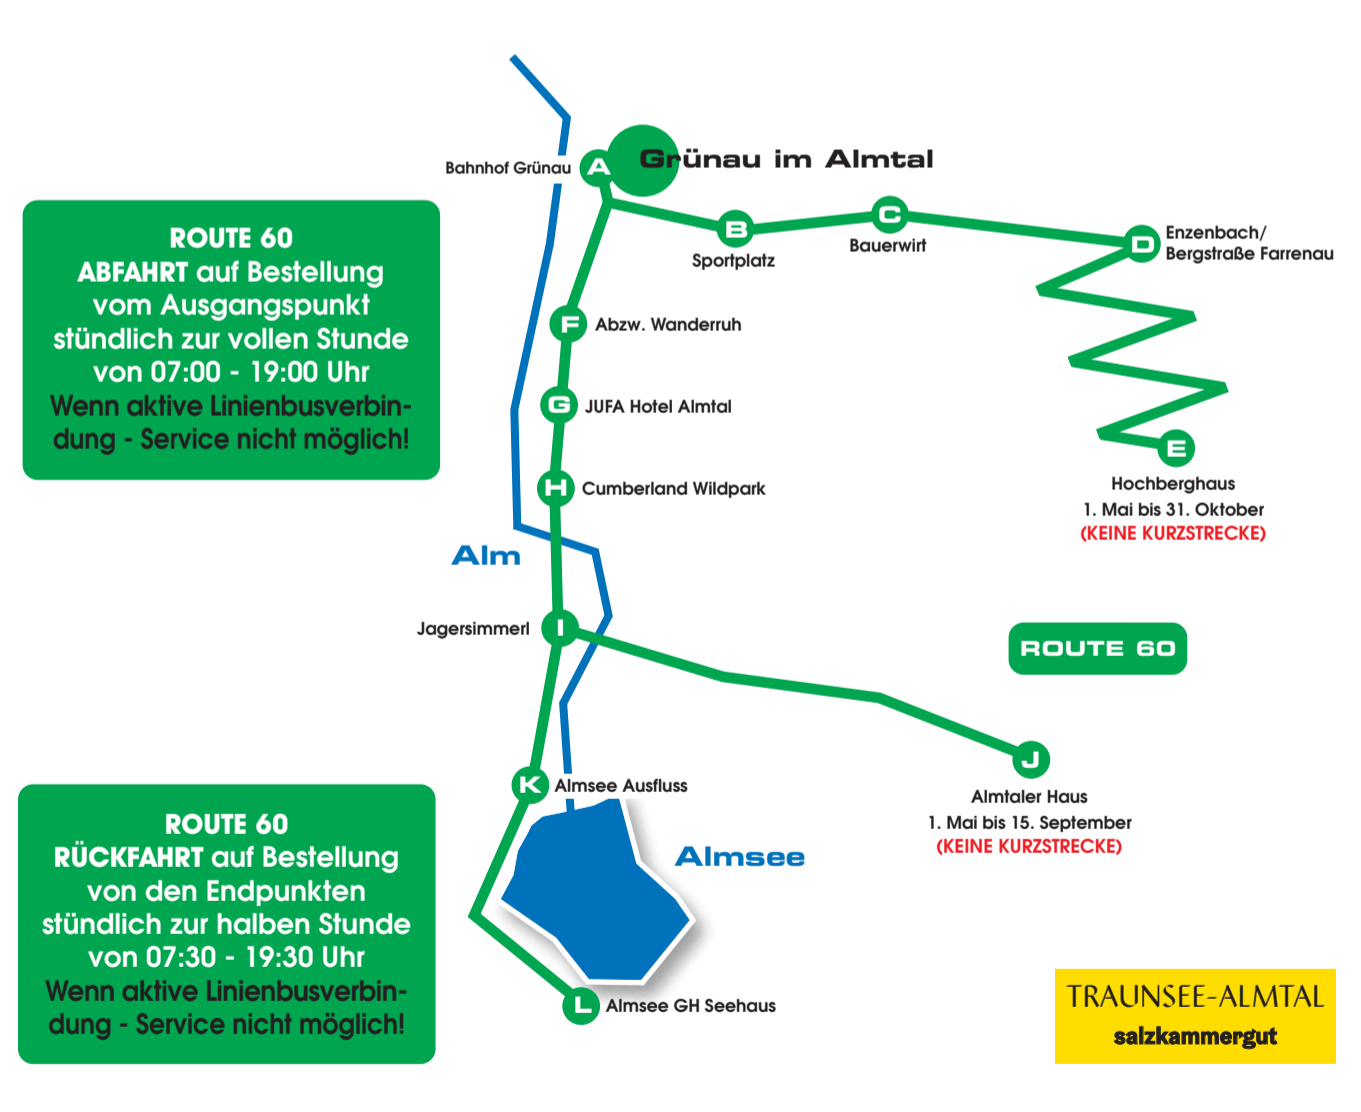 A
Bahnhof Grünau
Grünau im Almtal
B
Sportplatz
C
Bauerwirt
D
Enzenbach/
Bergstraße Farrenau
ROUTE 60
ABFAHRT auf Bestellung
vom Ausgangspunkt
stündlich zur vollen Stunde
von 07:00 - 19:00 Uhr
Wenn aktive Linienbusverbin-
dung - Service nicht möglich!
F
Abzw. Wanderruh
G
JUFA Hotel Almtal
H
Cumberland Wildpark
E
Hochberghaus
1. Mai bis 31. Oktober
(KEINE KURZSTRECKE)
Alm
Jagersimmerl
I
ROUTE 60
J
Almtaler Haus
1. Mai bis 15. September
(KEINE KURZSTRECKE)
K
Almsee Ausfluss
Almsee
ROUTE 60
RÜCKFAHRT auf Bestellung
von den Endpunkten
stündlich zur halben Stunde
von 07:30 - 19:30 Uhr
Wenn aktive Linienbusverbin-
dung - Service nicht möglich!
L
Almsee GH Seehaus
TRAUNSEE-ALMTAL
salzkammergut